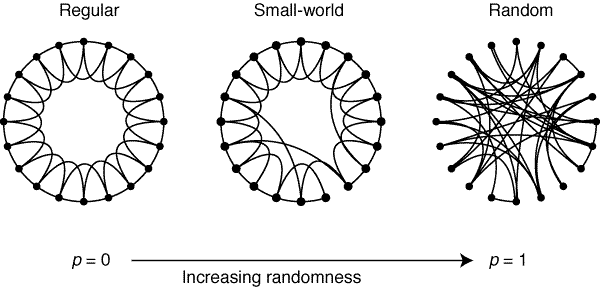 Regular Small-world Random
p = 0 p = 1
Increasing randomness